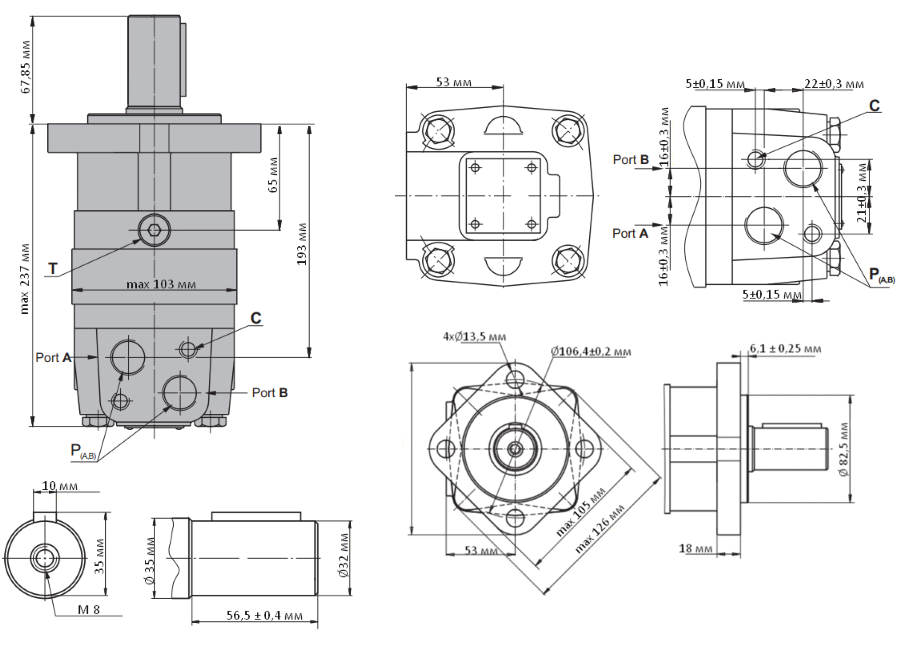 67,85 мм
max 237 мм
65 мм
193 мм
T
max 103 мм
C
Port A
Port B
P(A,B)
53 мм
5±0,15 мм
22±0,3 мм
C
16±0,3 мм
Port B
Port A
16±0,3 мм
21±0,3 мм
P(A,B)
5±0,15 мм
4xØ13,5 мм
Ø106,4±0,2 мм
max 105 мм
max 126 мм
53 мм
6,1 ± 0,25 мм
Ø 82,5 мм
18 мм
10 мм
35 мм
M 8
Ø 35 мм
Ø32 мм
56,5 ± 0,4 мм